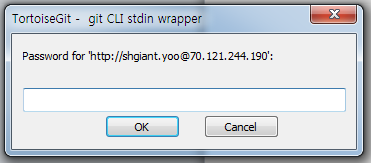 TortoiseGit - git CLI stdin wrapper
Password for 'http://shgiant.yoo@70.121.244.190':
OK
Cancel